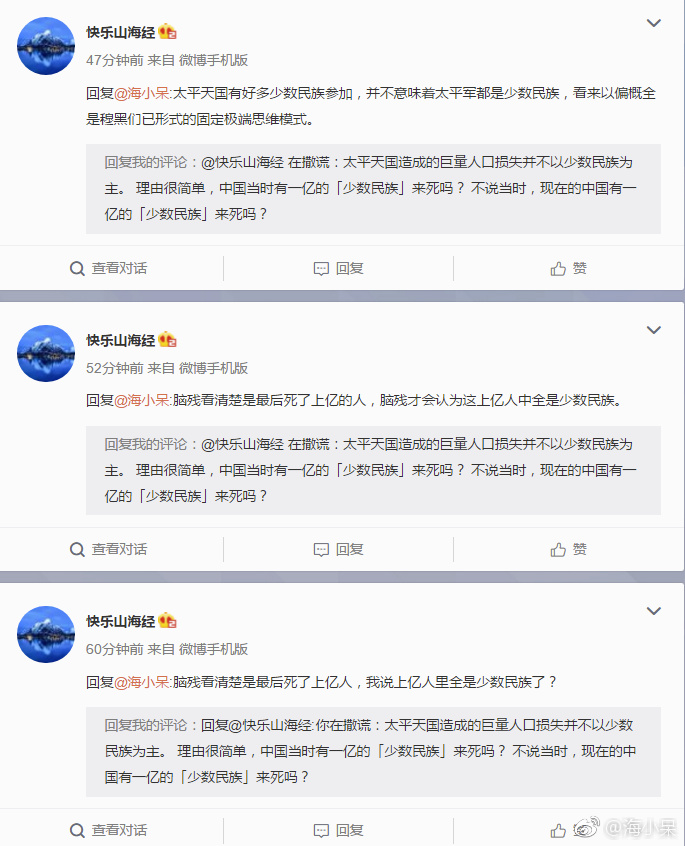 快乐山海经
47分钟前 来自 微博手机版
回复@海小呆:太平天国有好多少数民族参加，并不意味着太平军都是少数民族，看来以偏慨全
是穆黑们已形式的固定极端思维模式。
回复我的评论：@快乐山海经 在撒谎：太平天国造成的巨量人口损失并不以少数民族为
主。 理由很简单，中国当时有一亿的「少数民族」来死吗？ 不说当时，现在的中国有一
亿的「少数民族」来死吗？
查看对话 回复 赞
快乐山海经
52分钟前 来自 微博手机版
回复@海小呆:脑残看清楚是最后死了上亿的人，脑残才会认为这上亿人中全是少数民族。
回复我的评论：@快乐山海经 在撒谎：太平天国造成的巨量人口损失并不以少数民族为
主。 理由很简单，中国当时有一亿的「少数民族」来死吗？ 不说当时，现在的中国有一
亿的「少数民族」来死吗？
查看对话 回复 赞
快乐山海经
60分钟前 来自 微博手机版
回复@海小呆:脑残看清楚是最后死了上亿人，我说上亿人里全是少数民族了？
回复我的评论：回复@快乐山海经:你在撒谎：太平天国造成的巨量人口损失并不以少数
民族为主。 理由很简单，中国当时有一亿的「少数民族」来死吗？ 不说当时，现在的中
国有一亿的「少数民族」来死吗？
查看对话 回复
@海小呆